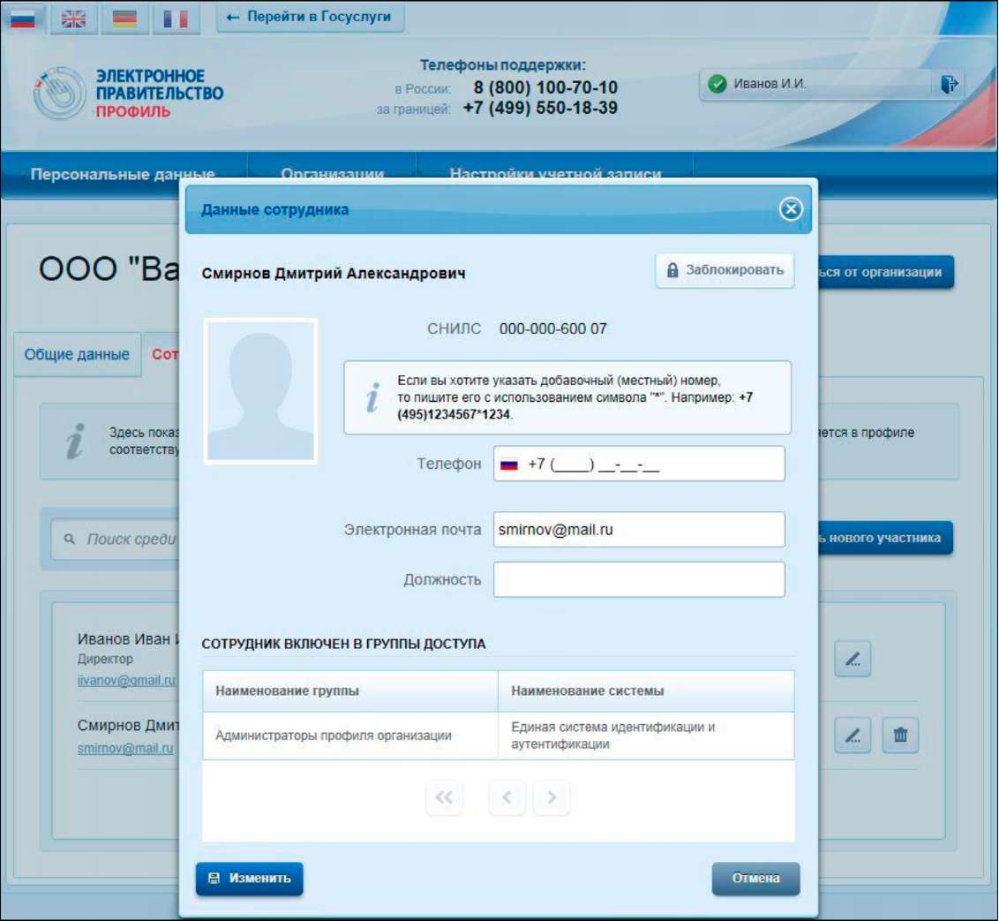 ← Перейти в Госуслуги
ЭЛЕКТРОННОЕ
ПРАВИТЕЛЬСТВО
ПРОФИЛЬ
Телефоны поддержки:
в России: 8 (800) 100-70-10
за границей: +7 (499) 550-18-39
Иванов И.И.
Персональные данные Организации Настройки учетной записи
Данные сотрудника
ООО "Ва
ься от организации
Смирнов Дмитрий Александрович
Заблокировать
СНИЛС 000-000-600 07
Общие данные Сот
Если вы хотите указать добавочный (местный) номер,
то пишите его с использованием символа "*". Например: +7
(495)1234567*1234.
Здесь показ
соответству
яется в профиле
Телефон +7 (____) __-__-__
Электронная почта smirnov@mail.ru
Поиск среди
ь нового участника
Должность
Иванов Иван И
Директор
iivanov@gmail.ru
Смирнов Дмит
smirnov@mail.ru
СОТРУДНИК ВКЛЮЧЕН В ГРУППЫ ДОСТУПА
Наименование группы Наименование системы
Администраторы профиля организации Единая система идентификации и
аутентификации
Изменить Отмена